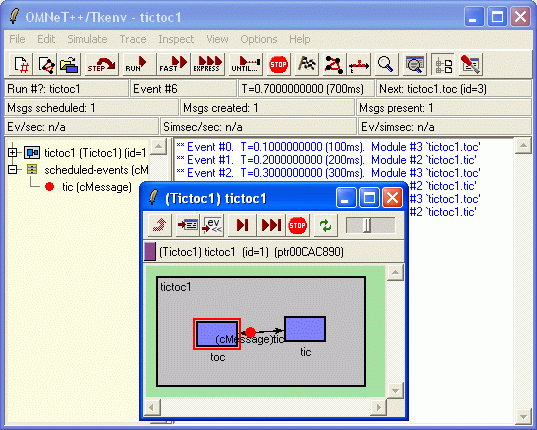 OMNeT++/Tkenv - tictoc1
File Edit Simulate Trace Inspect View Options Help
STEP RUN FAST EXPRESS UNTIL... STOP
Run #?: tictoc1 Event #6 T=0.7000000000 (700ms) Next: tictoc1.toc (id=3)
Msgs scheduled: 1 Msgs created: 1 Msgs present: 1
Ev/sec: n/a Simsec/sec: n/a Ev/simsec: n/a
tictoc1 (Tictoc1) (id=1
scheduled-events (cM
tic (cMessage)
** Event #0. T=0.1000000000 (100ms). Module #3 `tictoc1.toc'
** Event #1. T=0.2000000000 (200ms). Module #2 `tictoc1.tic'
** Event #2. T=0.3000000000 (300ms). Module #3 `tictoc1.toc'
#2 `tictoc1.tic'
#3 `tictoc1.toc'
#2 `tictoc1.tic'
(Tictoc1) tictoc1
.ev
<<
STOP
(Tictoc1) tictoc1 (id=1) (ptr00CAC890)
tictoc1
(cMessage)tic
toc
tic